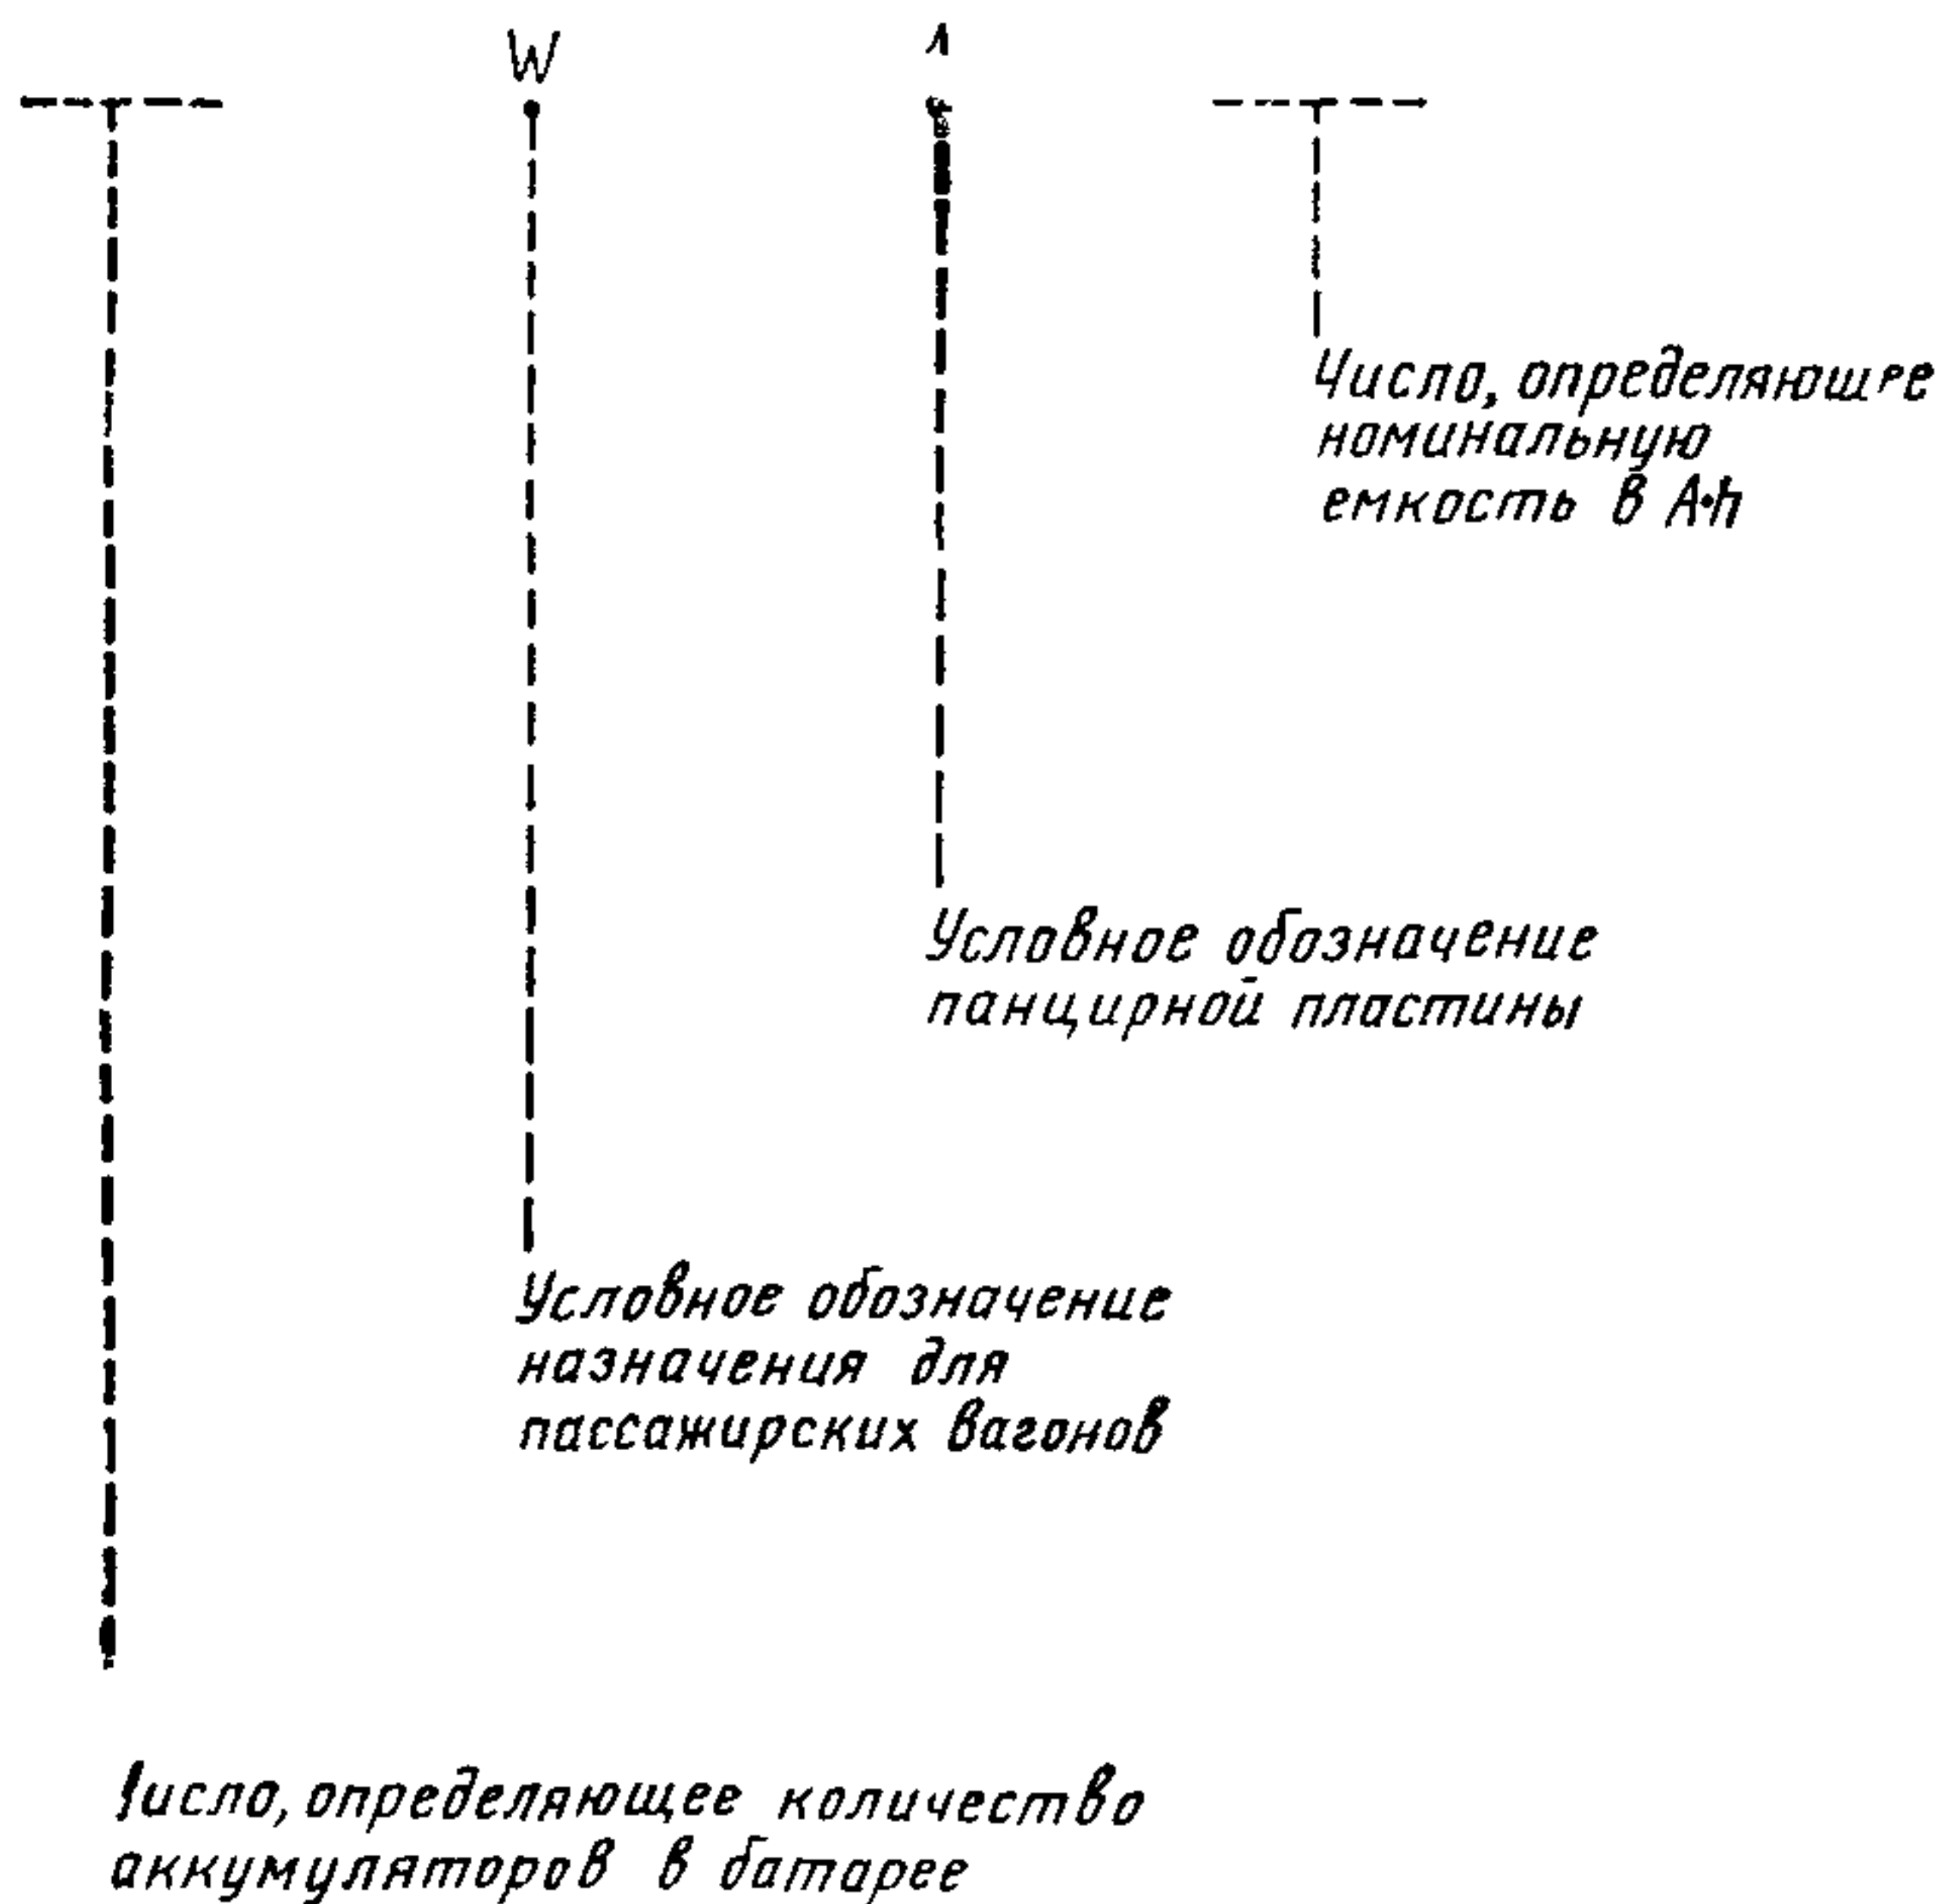 W
Число, определяющее
номинальную
емкость в A·h
Условное обозначение
панцирной пластины
Условное обозначение
назначения для
пассажирских вагонов
Число, определяющее количество
аккумуляторов в батарее